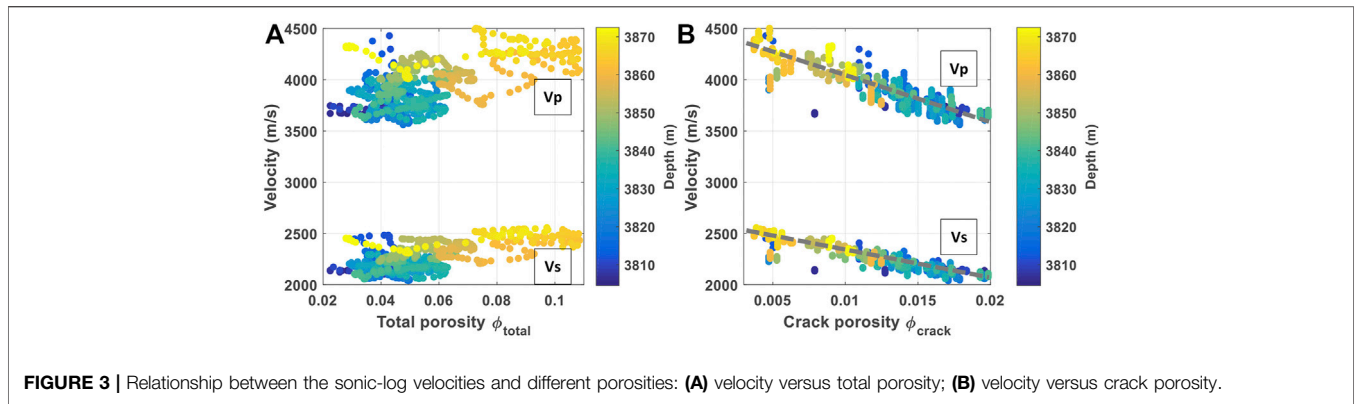 A
4500
4000
3500
3000
2500
2000
Velocity (m/s)
Vp
Vs
0.02
0.04
0.06
0.08
0.1
Total porosity ϕtotal
3870
3860
3850
3840
3830
3820
3810
Depth (m)
B
4500
4000
3500
3000
2500
2000
Velocity (m/s)
Vp
Vs
0.005
0.01
0.015
0.02
Crack porosity ϕcrack
3870
3860
3850
3840
3830
3820
3810
Depth (m)
FIGURE 3 | Relationship between the sonic-log velocities and different porosities: (A) velocity versus total porosity; (B) velocity versus crack porosity.